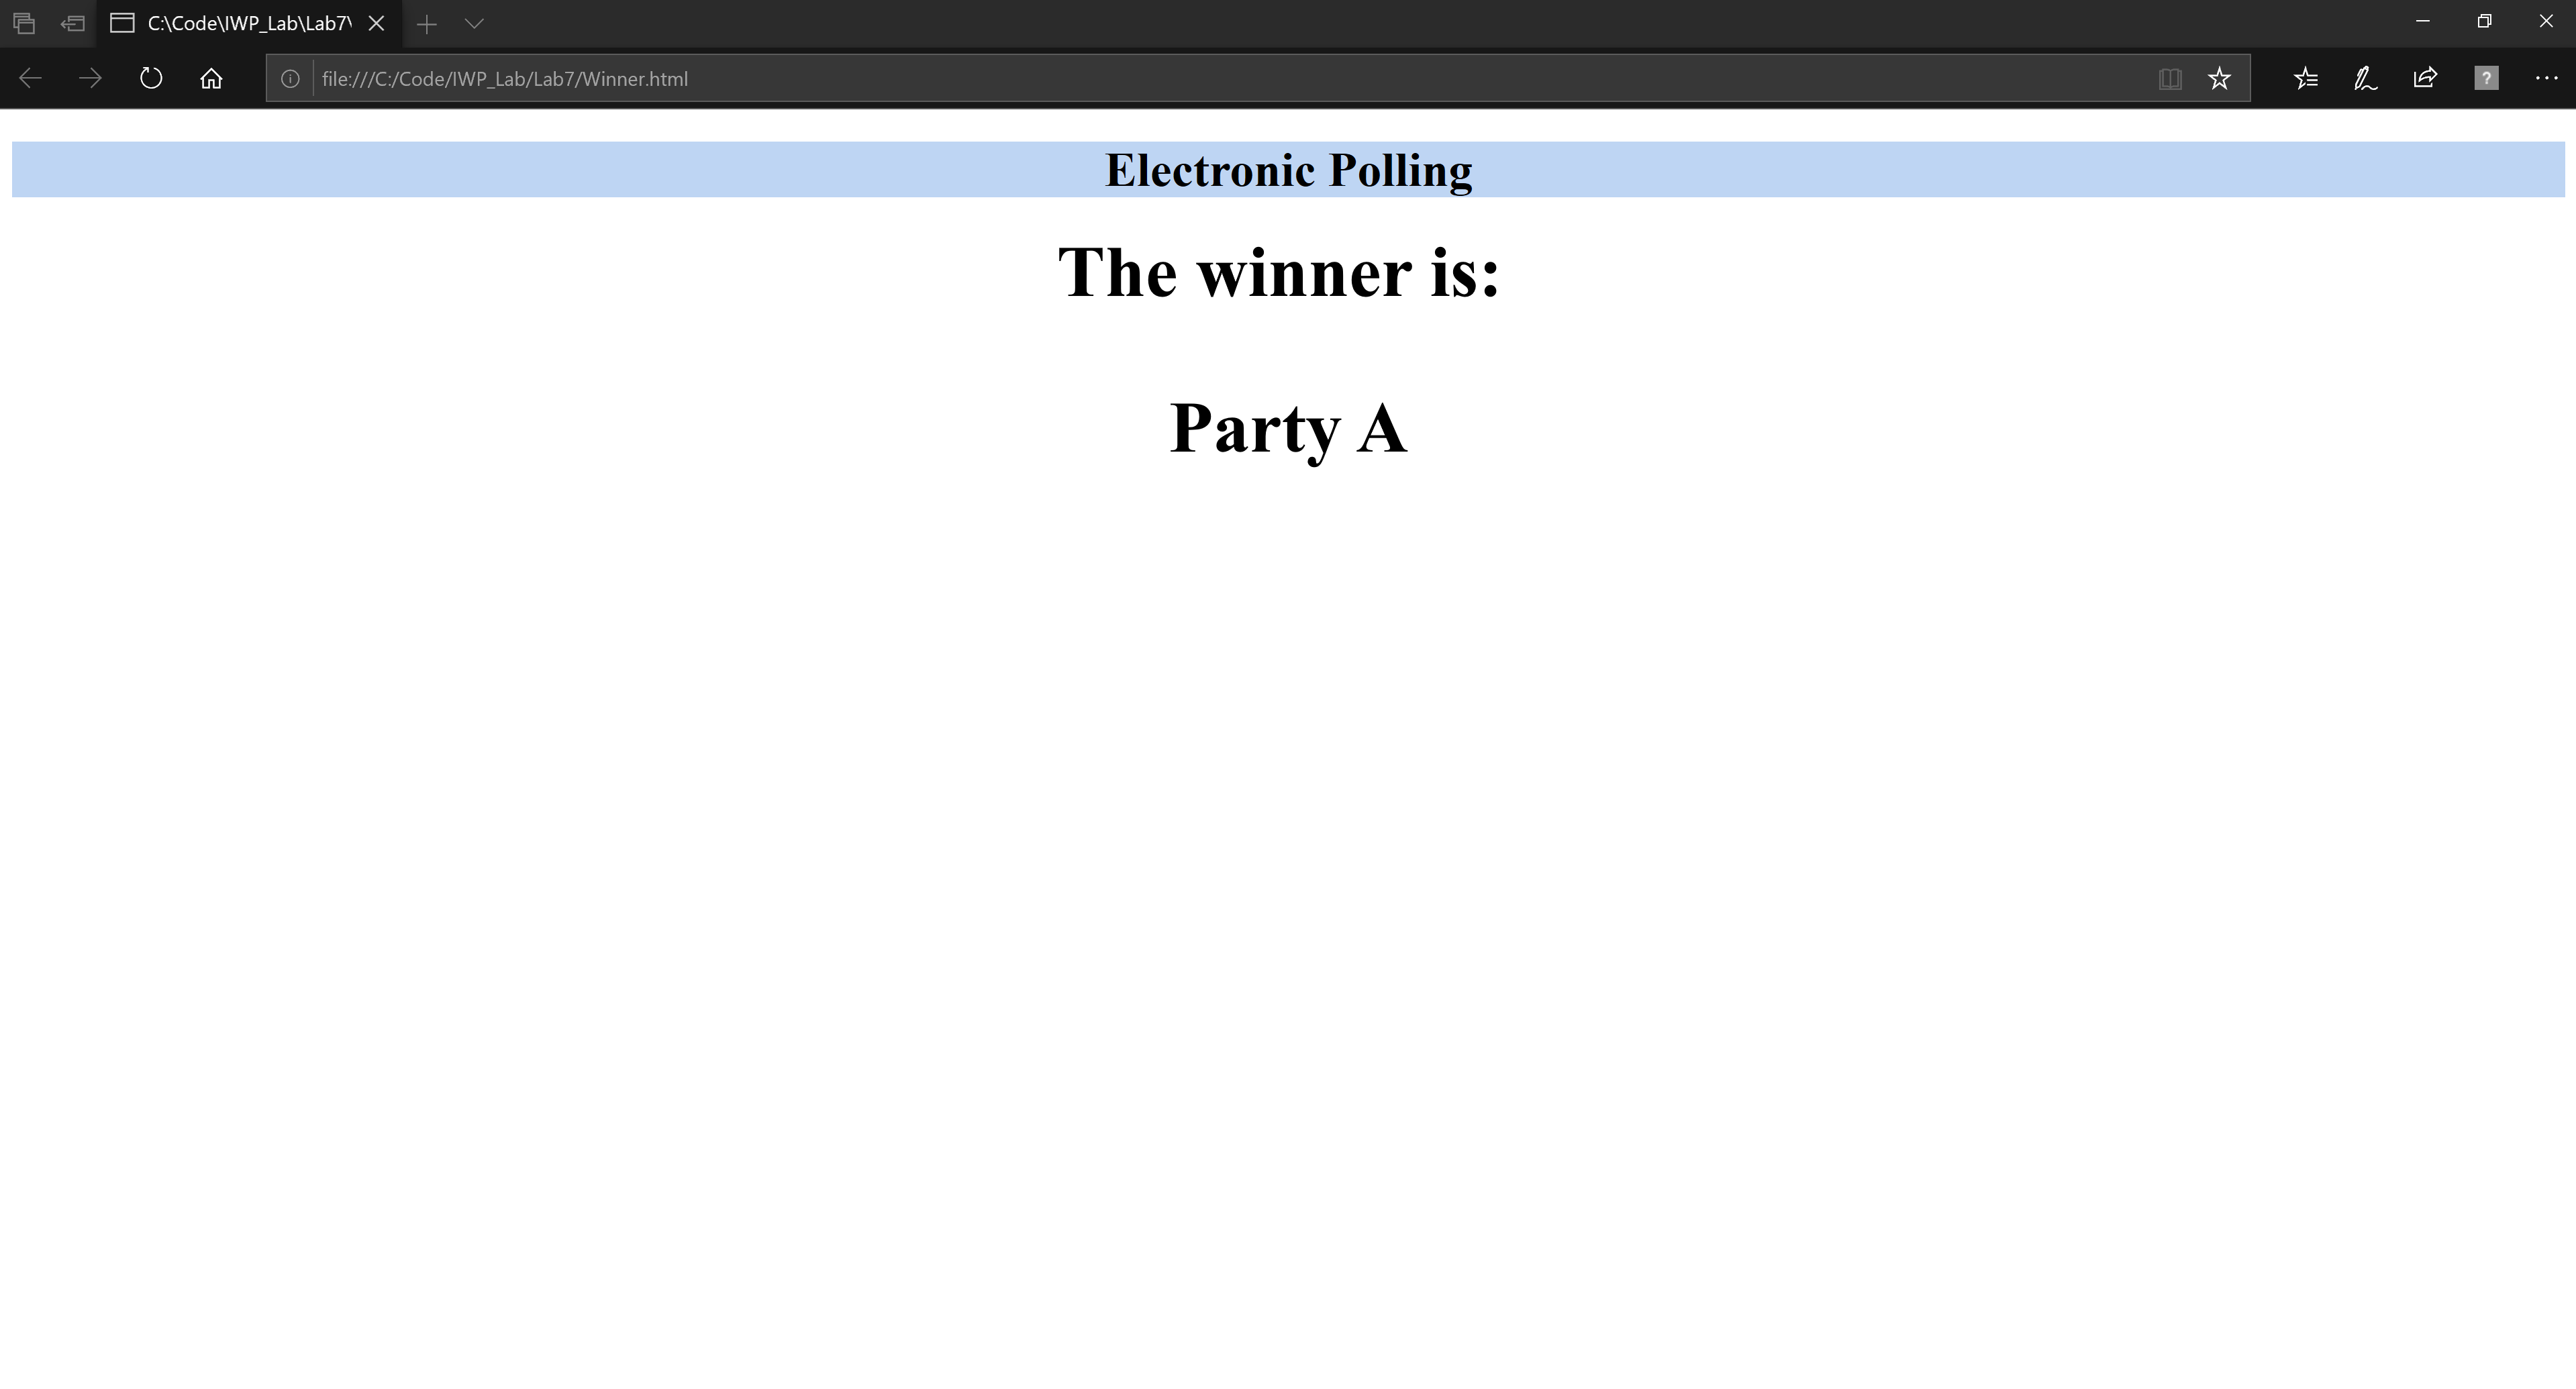 C:\Code\IWP_Lab\Lab7\
file:///C:/Code/IWP_Lab/Lab7/Winner.html
Electronic Polling
The winner is:
Party A